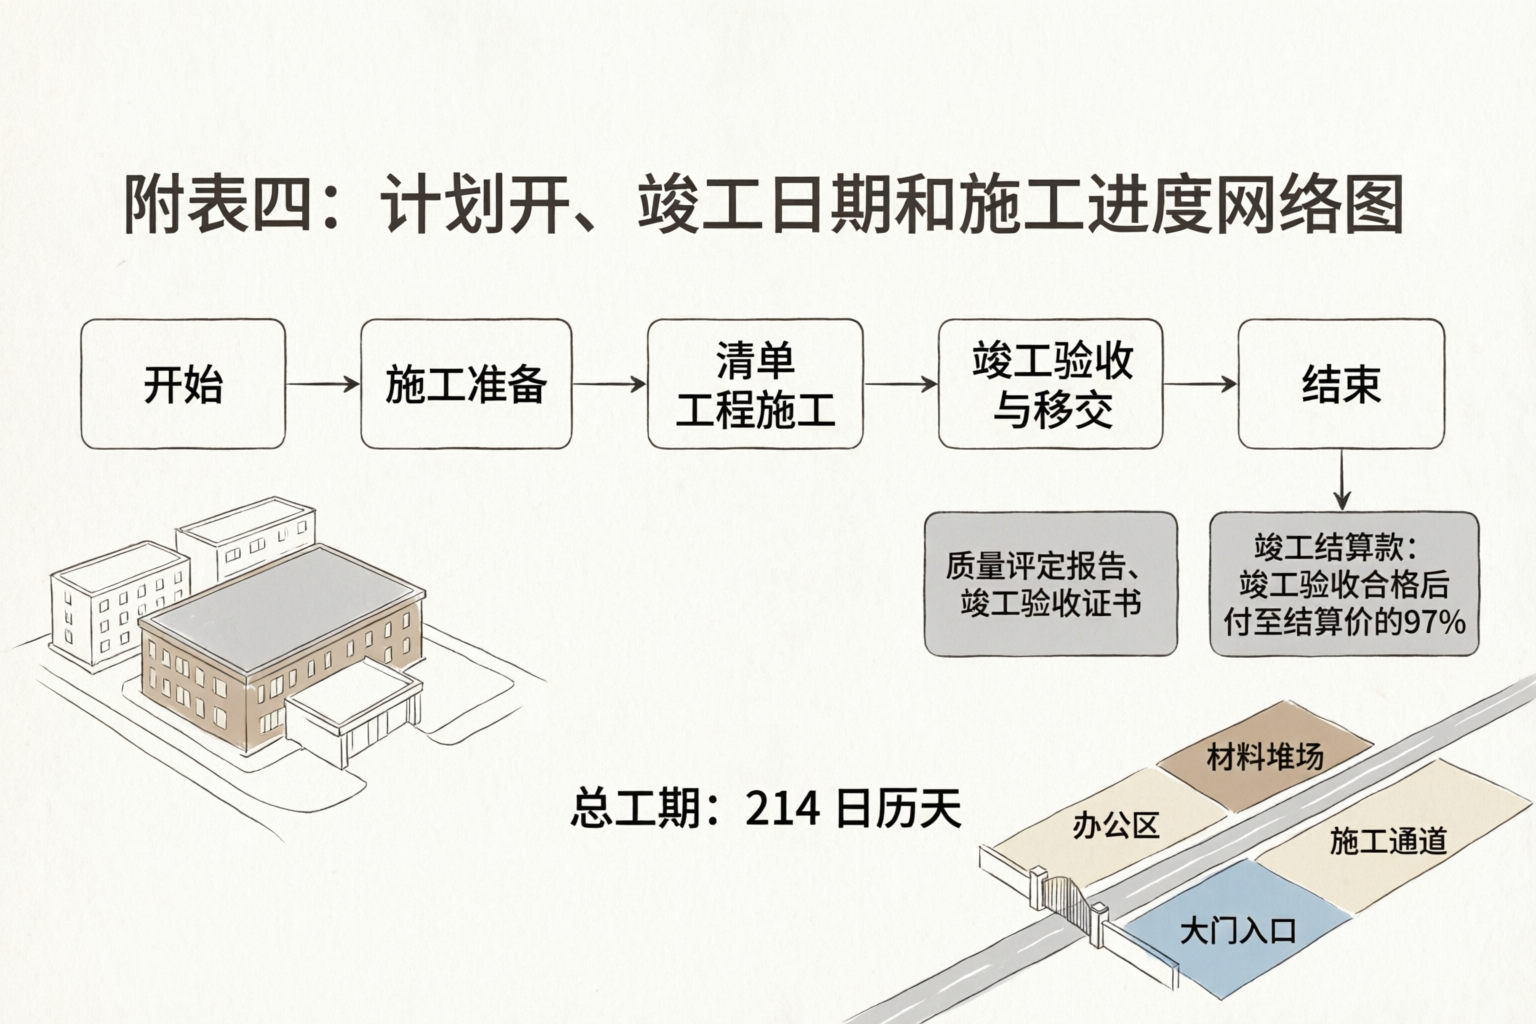 附表四：计划开、竣工日期和施工进度网络图
开始
施工准备
清单
工程施工
竣工验收
与移交
结束
质量评定报告、
竣工验收证书
竣工结算款：
竣工验收合格后
付至结算价的97%
总工期：214 日历天
材料堆场
办公区
施工通道
大门入口